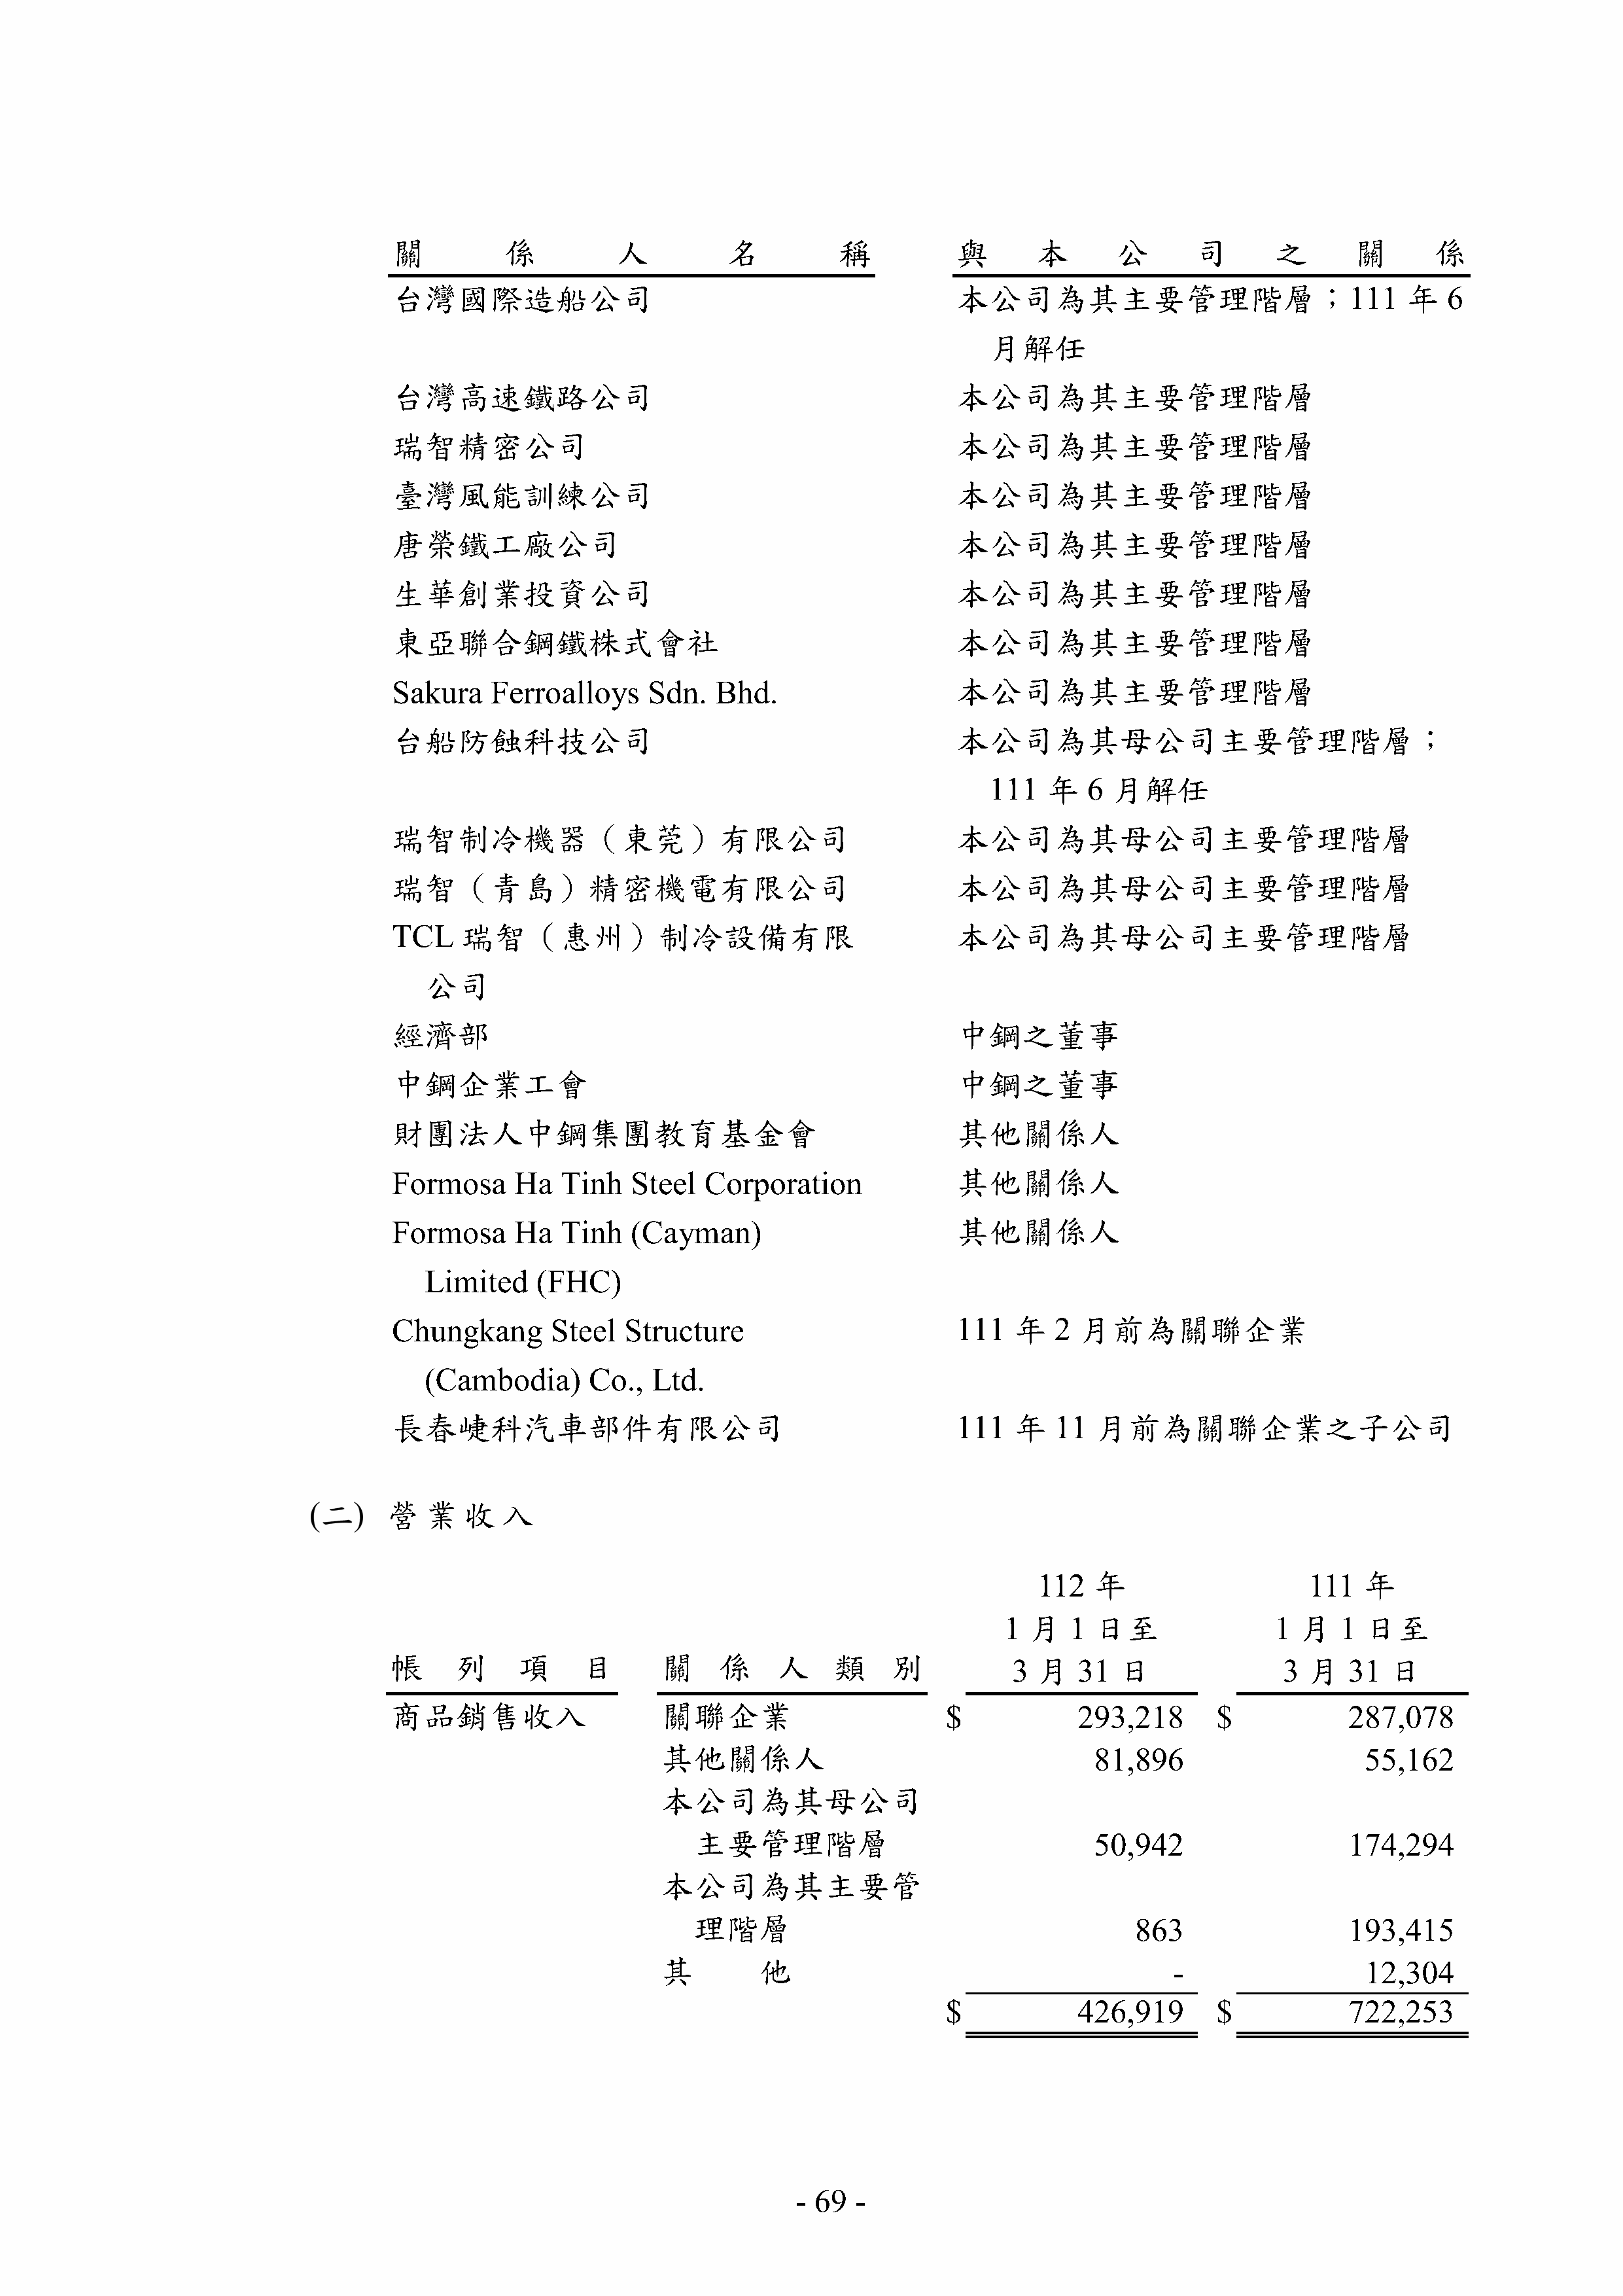 關係人名稱 與本公司之關係
台灣國際造船公司 本公司為其主要管理階層；111 年 6
月解任
台灣高速鐵路公司 本公司為其主要管理階層
瑞智精密公司 本公司為其主要管理階層
臺灣風能訓練公司 本公司為其主要管理階層
唐榮鐵工廠公司 本公司為其主要管理階層
生華創業投資公司 本公司為其主要管理階層
東亞聯合鋼鐵株式會社 本公司為其主要管理階層
Sakura Ferroalloys Sdn. Bhd. 本公司為其主要管理階層
台船防蝕科技公司 本公司為其母公司主要管理階層；
111 年 6 月解任
瑞智制冷機器（東莞）有限公司 本公司為其母公司主要管理階層
瑞智（青島）精密機電有限公司 本公司為其母公司主要管理階層
TCL 瑞智（惠州）制冷設備有限 本公司為其母公司主要管理階層
公司
經濟部 中鋼之董事
中鋼企業工會 中鋼之董事
財團法人中鋼集團教育基金會 其他關係人
Formosa Ha Tinh Steel Corporation 其他關係人
Formosa Ha Tinh (Cayman) 其他關係人
Limited (FHC)
Chungkang Steel Structure 111 年 2 月前為關聯企業
(Cambodia) Co., Ltd.
長春崨科汽車部件有限公司 111 年 11 月前為關聯企業之子公司
(二) 營業收入
112 年 111 年
1 月 1 日至 1 月 1 日至
帳列項目 關係人類別 3 月 31 日 3 月 31 日
商品銷售收入 關聯企業 $ 293,218 $ 287,078
其他關係人 81,896 55,162
本公司為其母公司
主要管理階層 50,942 174,294
本公司為其主要管
理階層 863 193,415
其他 - 12,304
$ 426,919 $ 722,253
- 69 -